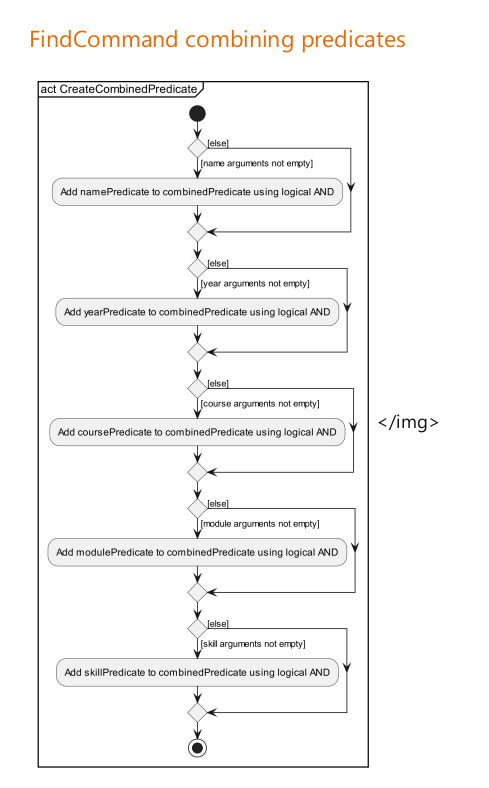 FindCommand combining predicates
act CreateCombinedPredicate
[else]
[name arguments not empty]
Add namePredicate to combinedPredicate using logical AND
[else]
[year arguments not empty]
Add yearPredicate to combinedPredicate using logical AND
[else]
[course arguments not empty]
Add coursePredicate to combinedPredicate using logical AND
</img>
[else]
[module arguments not empty]
Add modulePredicate to combinedPredicate using logical AND
[else]
[skill arguments not empty]
Add skillPredicate to combinedPredicate using logical AND